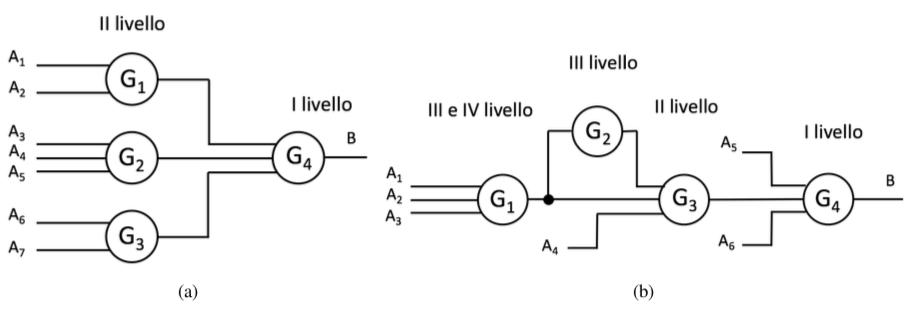 II livello
A1
A2
G1
I livello
A3
A4
A5
G2
G4
B
A6
A7
G3
(a)
III livello
III e IV livello
G2
II livello
I livello
A5
A1
A2
A3
G1
G3
G4
B
A4
A6
(b)